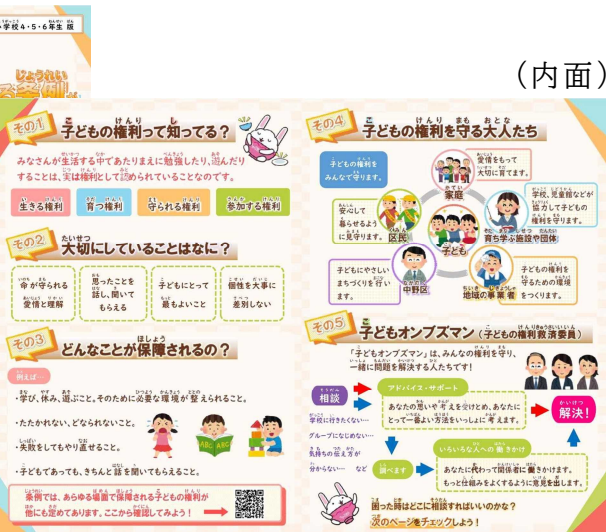 学校4・5・6年生 版
じょうれい
(内面)
その1 子どもの権利って知ってる?
みなさんが生活する中であたりまえに勉強したり、遊んだり
することは、実は権利として認められていることなのです。
生きる権利 育つ権利 守られる権利 参加する権利
その2 大切にしていることはなに?
命が守られる
愛情と理解
思ったことを
話し、聞いて
もらえる
子どもにとって
最もよいこと
個性を大事に
差別しない
その3 どんなことが保障されるの?
例えば…
・学び、休み、遊ぶこと。そのために必要な環境が整えられること。
・たたかれない、どなられないこと。
・失敗をしてもやり直せること。
・子どもであっても、きちんと話を聞いてもらえること。
ABC ABC
条例では、あらゆる場面で保障される子どもの権利が
他にも定めてあります。ここから確認してみよう!
その4 子どもの権利を守る大人たち
子どもの権利を
みんなで守ります。
愛情をもって
大切に育てます。
家庭
安心して
暮らせるよう
に見守ります。
区民
学校、児童館などが
協力して子どもの
権利を守ります。
育ち学ぶ施設や団体
子ども
子どもにやさしい
まちづくりを行い
ます。
中野区
地域の事業者
子どもの権利を
守るための環境
をつくります。
その5 子どもオンブズマン(子どもの権利救済委員)
「子どもオンブズマン」は、みんなの権利を守り、
一緒に問題を解決する人たちです!
相談
学校に行きたくない…
グループになじめない…
気持ちの伝え方が
分からない… など
アドバイス・サポート
あなたの思いや考えを受けとめ、あなたに
とって一番よい方法をいっしょに考えます。
解決!
調べます
いろいろな人への働きかけ
あなたに代わって関係者に働きかけます。
もっと仕組みをよくするように意見を出します。
困った時はどこに相談すればいいのかな?
次のページをチェックしよう!